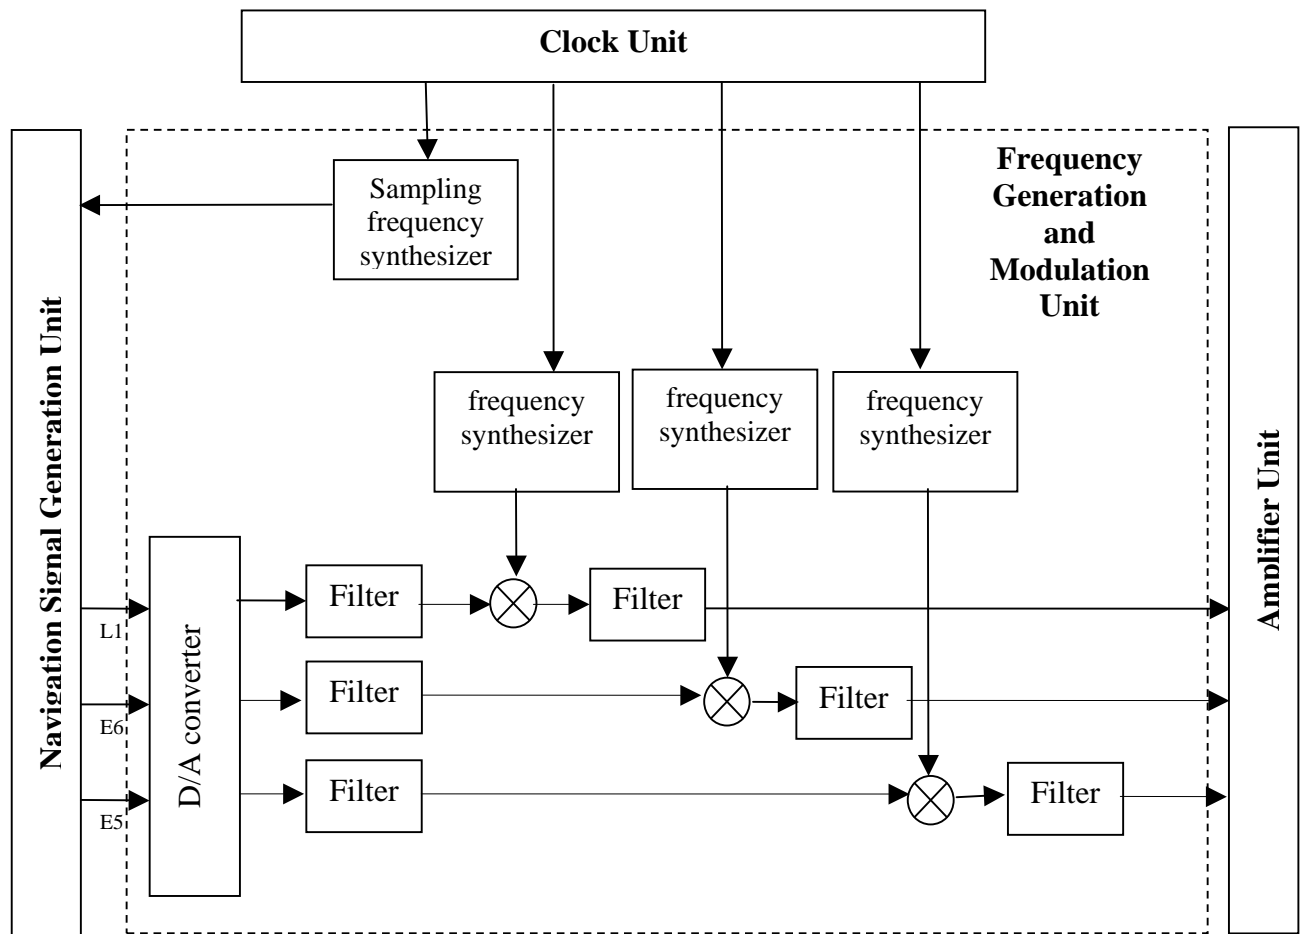 Clock Unit
Frequency
Generation
and
Modulation
Unit
Sampling
frequency
synthesizer
Navigation Signal Generation Unit
frequency
synthesizer
frequency
synthesizer
frequency
synthesizer
Amplifier Unit
D/A converter
L1
Filter
Filter
E6
Filter
Filter
E5
Filter
Filter